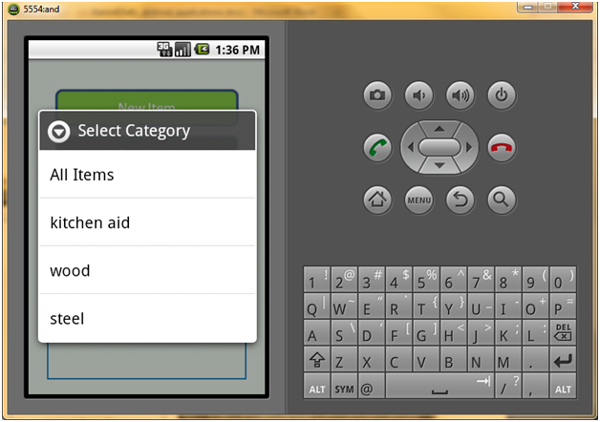 5554:and
3G
1:36 PM
New Item
Select Category
All Items
kitchen aid
wood
steel
MENU
1 ! 2 @ 3 # 4 $ 5 % 6 ^ 7 & 8 * 9 ( 0 )
Q | W ~ E " R ` T { Y } U _ I - O + P =
A S \ D ' F [ G ] H < J > K ; L : DEL
Z X C V B N M .
ALT SYM @ / ? , ALT